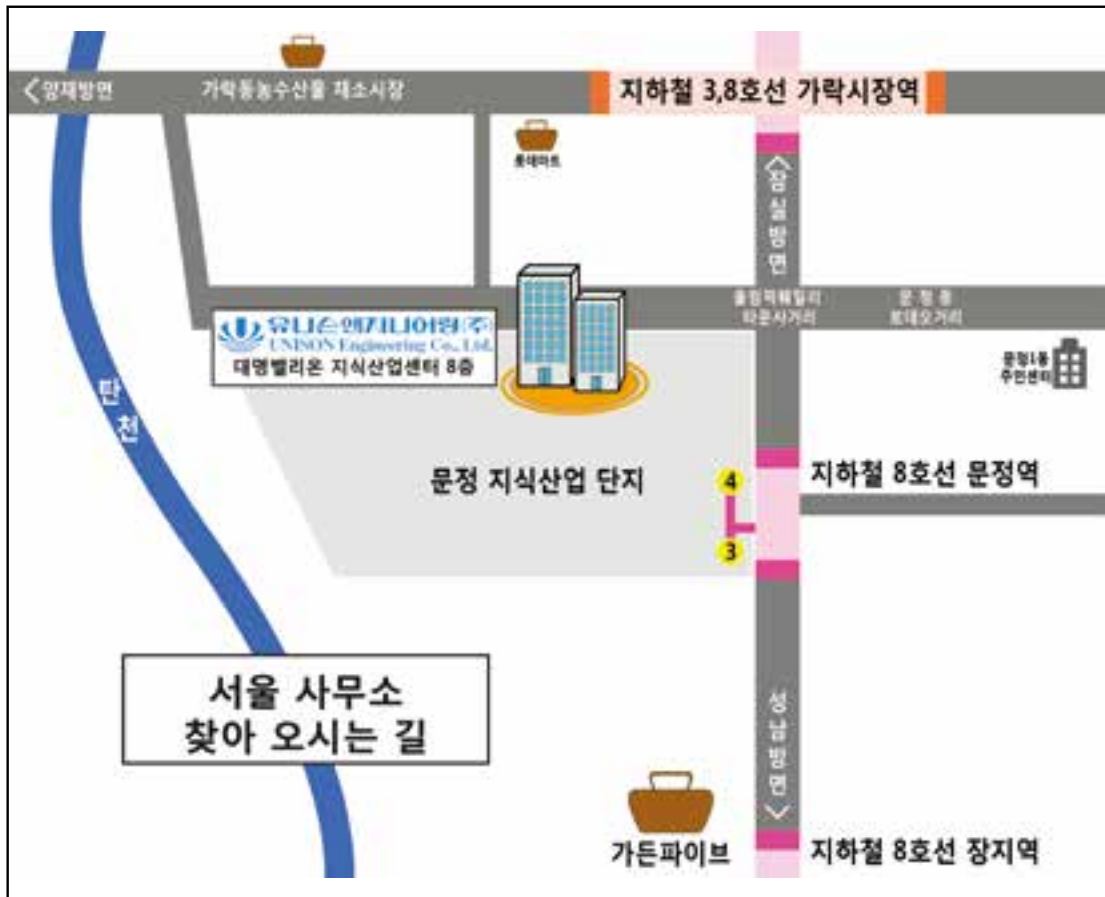 <양재방면
가락동농수산물 채소시장
지하철 3,8호선 가락시장역
롯데마트
<잠실방면
올림픽훼밀리
타운사거리
문정동
로데오거리
유니슨엔지니어링(주)
UNISON Engineering Co., Ltd.
대명벨리온 지식산업센터 8층
문정1동
주민센터
탄천
문정 지식산업 단지
4
지하철 8호선 문정역
3
서울 사무소
찾아 오시는 길
성남방면>
가든파이브
지하철 8호선 장지역